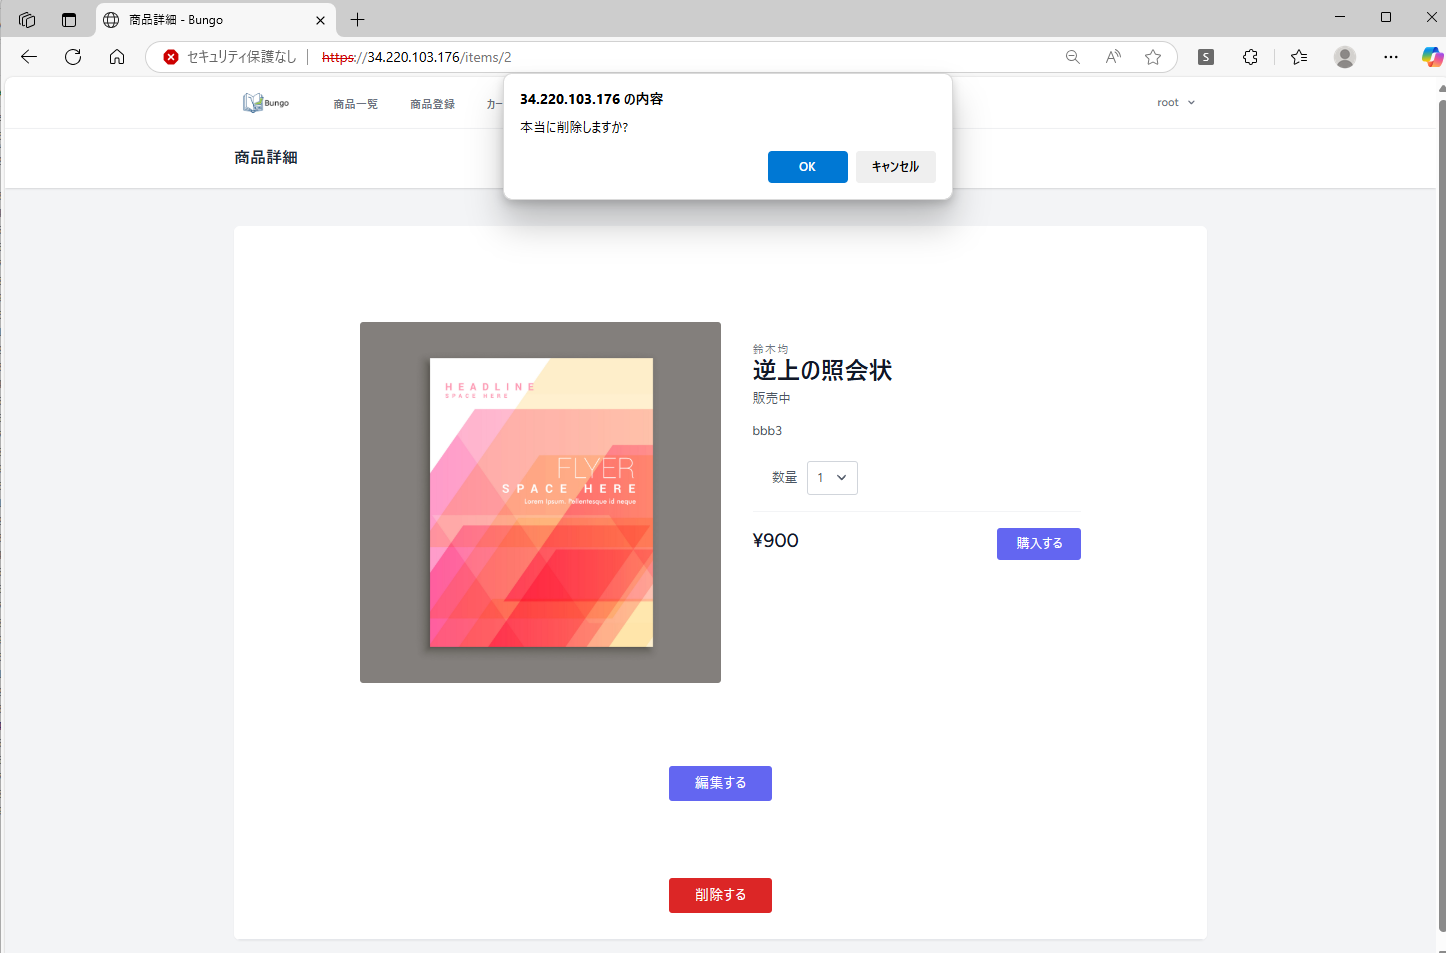 商品詳細 - Bungo
セキュリティ保護なし
https://34.220.103.176/items/2
S
Bungo
商品一覧
商品登録
カー
root
34.220.103.176 の内容
本当に削除しますか?
OK
キャンセル
商品詳細
HEADLINE
SPACE HERE
FLYER
SPACE HERE
Lorem Ipsum. Pellentesque id neque
鈴木均
逆上の照会状
販売中
bbb3
数量
1
¥900
購入する
編集する
削除する